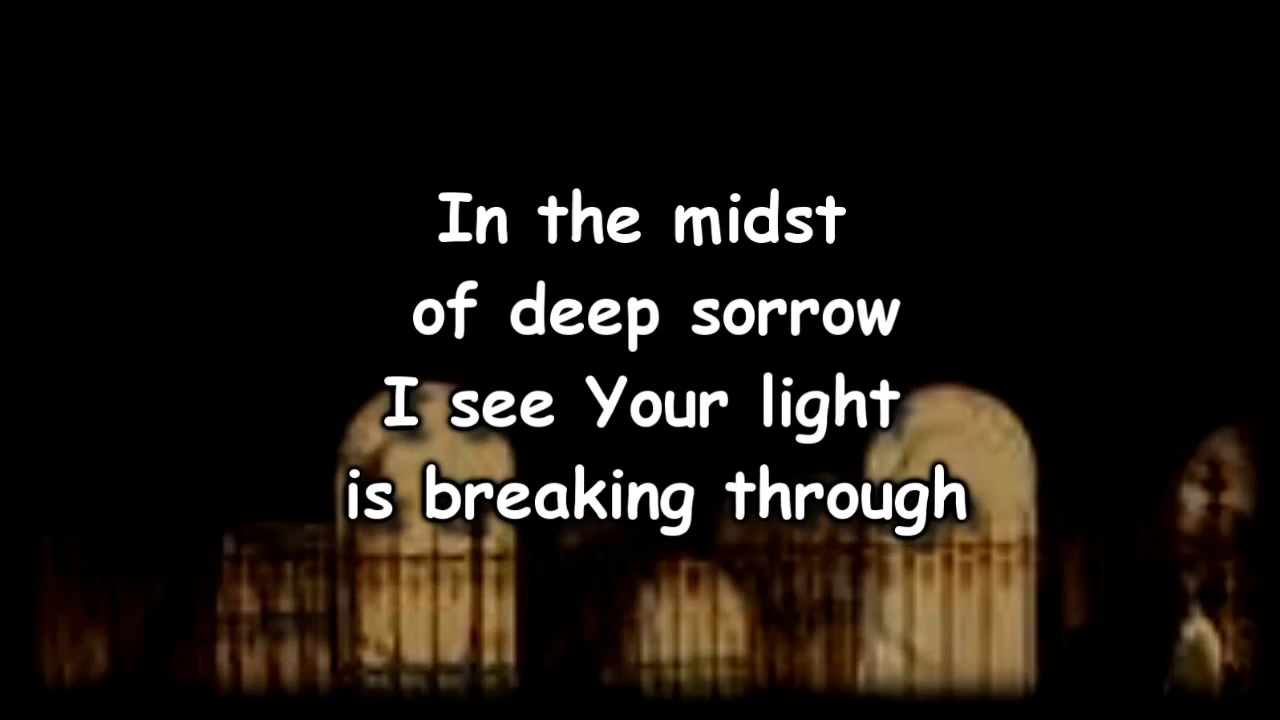 In the midst
of deep sorrow
I see Your light
is breaking through